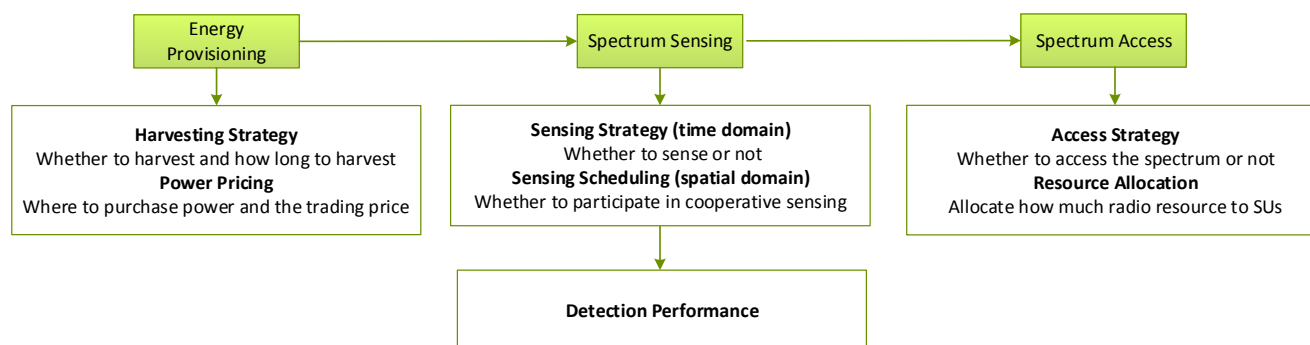 Energy
Provisioning
Spectrum Sensing
Spectrum Access
Harvesting Strategy
Whether to harvest and how long to harvest
Power Pricing
Where to purchase power and the trading price
Sensing Strategy (time domain)
Whether to sense or not
Sensing Scheduling (spatial domain)
Whether to participate in cooperative sensing
Access Strategy
Whether to access the spectrum or not
Resource Allocation
Allocate how much radio resource to SUs
Detection Performance